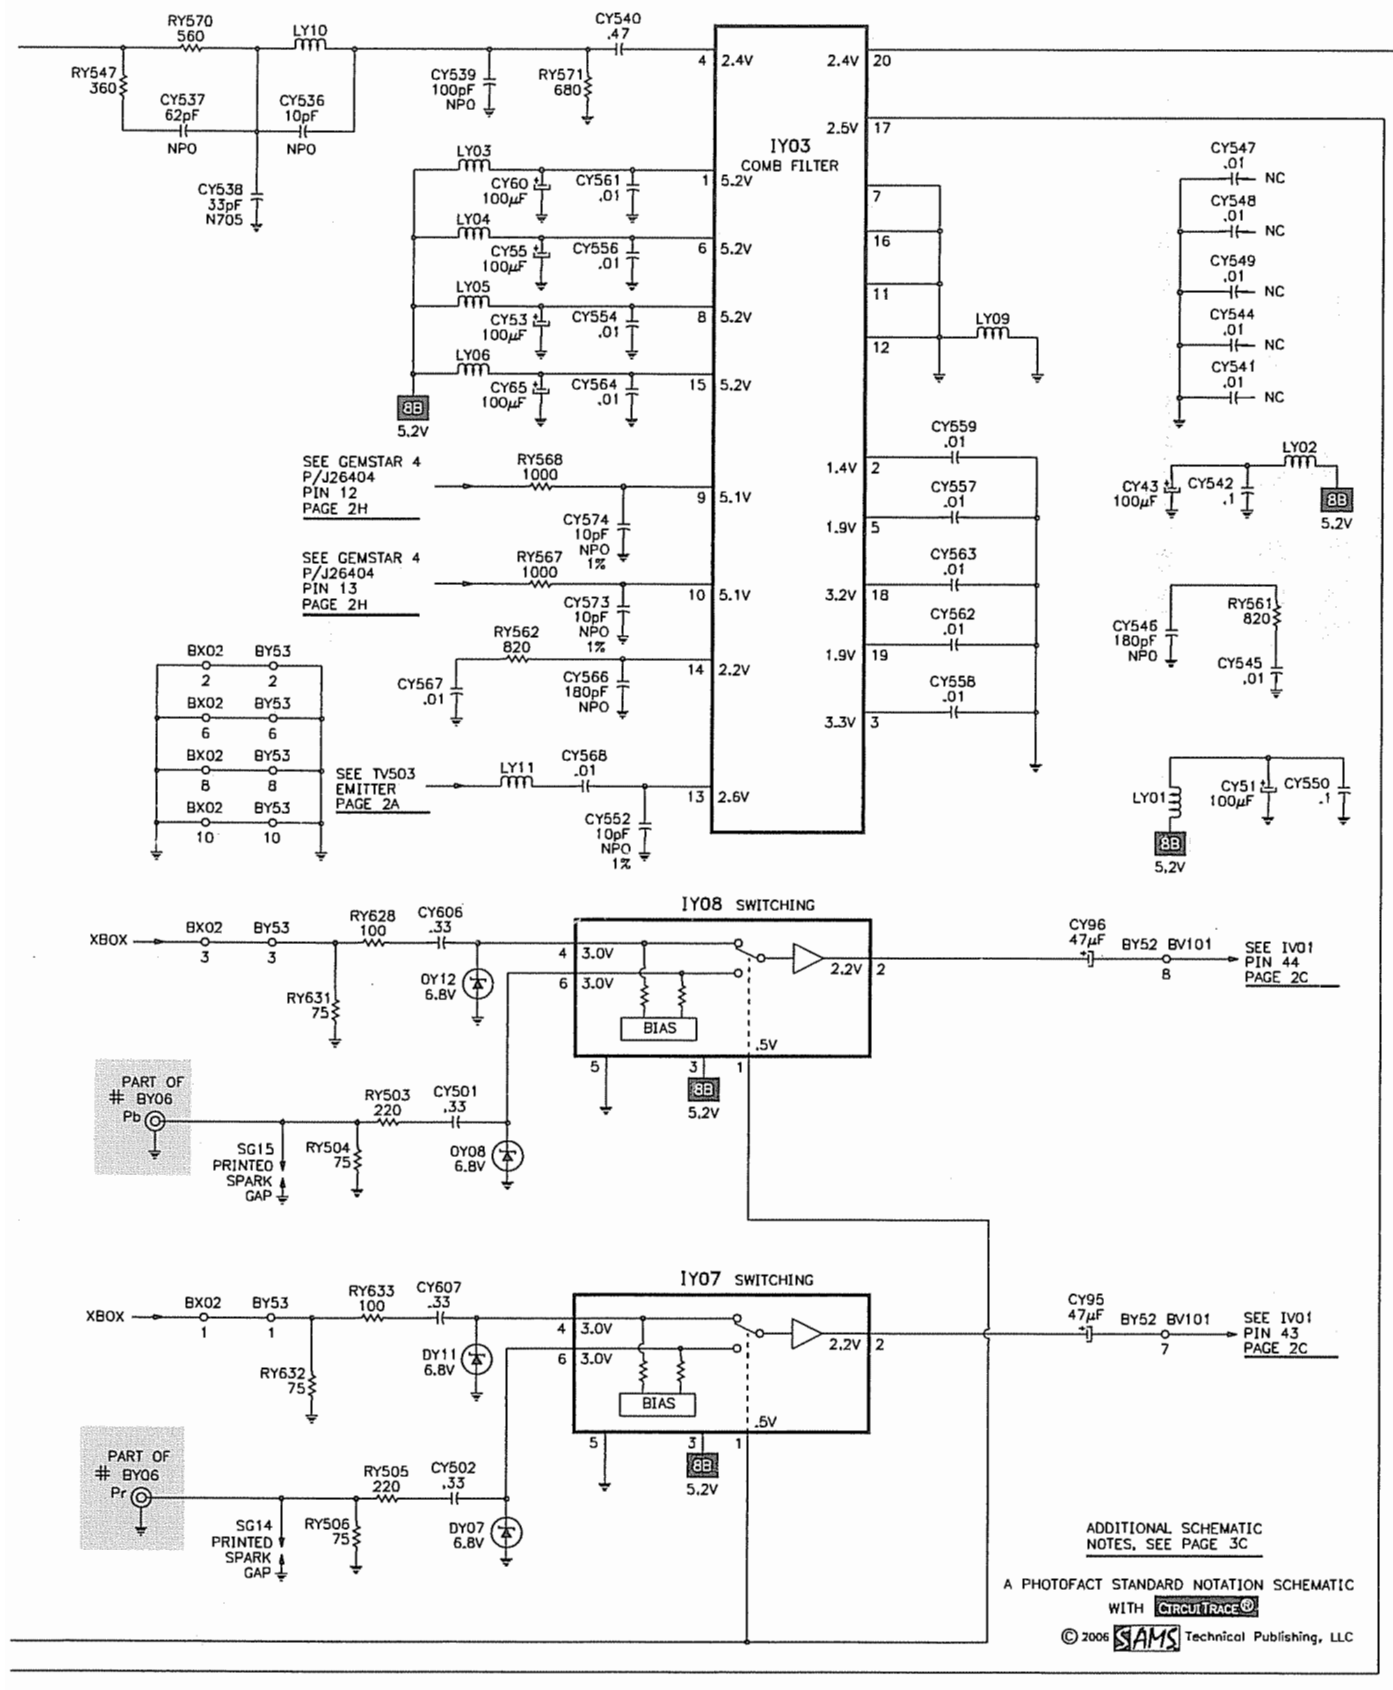 RY570
560
LY10
RY547
360
CY537
62pF
NPO
CY536
10pF
NPO
CY538
33pF
N705
CY539
100pF
NPO
RY571
680
CY540
.47
4 2.4V
2.4V 20
2.5V 17
IY03
COMB FILTER
LY03
CY60 +
100µF
CY561
.01
1 5.2V
7
LY04
CY55 +
100µF
CY556
.01
6 5.2V
16
LY05
CY53 +
100µF
CY554
.01
8 5.2V
11
LY06
CY65 +
100µF
CY564
.01
15 5.2V
12
LY09
8B
5.2V
CY547
.01
NC
CY548
.01
NC
CY549
.01
NC
CY544
.01
NC
CY541
.01
NC
SEE GEMSTAR 4
P/J26404
PIN 12
PAGE 2H
RY568
1000
9 5.1V
CY574
10pF
NPO
1%
SEE GEMSTAR 4
P/J26404
PIN 13
PAGE 2H
RY567
1000
10 5.1V
CY573
10pF
NPO
1%
RY562
820
14 2.2V
CY567
.01
CY566
180pF
NPO
SEE TV503
EMITTER
PAGE 2A
LY11
CY568
.01
13 2.6V
CY552
10pF
NPO
1%
CY559
.01
1.4V 2
CY557
.01
1.9V 5
CY563
.01
3.2V 18
CY562
.01
1.9V 19
CY558
.01
3.3V 3
LY02
CY43 +
100µF
CY542
.1
8B
5.2V
RY561
820
CY546
180pF
NPO
CY545
.01
LY01
CY51 +
100µF
CY550
.1
8B
5.2V
BX02 BY53
2 2
BX02 BY53
6 6
BX02 BY53
8 8
BX02 BY53
10 10
IY08 SWITCHING
XBOX
BX02 BY53
3 3
RY628
100
CY606
.33
RY631
75
OY12
6.8V
4 3.0V
6 3.0V
BIAS
2.2V 2
.5V
5 3 1
8B
5.2V
CY96
47µF
+
BY52 BV101
8
SEE IV01
PIN 44
PAGE 2C
PART OF
# BY06
Pb
SG15
PRINTED
SPARK
GAP
RY504
75
RY503
220
CY501
.33
OY08
6.8V
IY07 SWITCHING
XBOX
BX02 BY53
1 1
RY633
100
CY607
.33
RY632
75
DY11
6.8V
4 3.0V
6 3.0V
BIAS
2.2V 2
.5V
5 3 1
8B
5.2V
CY95
47µF
+
BY52 BV101
7
SEE IV01
PIN 43
PAGE 2C
PART OF
# BY06
Pr
SG14
PRINTED
SPARK
GAP
RY506
75
RY505
220
CY502
.33
DY07
6.8V
ADDITIONAL SCHEMATIC
NOTES, SEE PAGE 3C
A PHOTOFACT STANDARD NOTATION SCHEMATIC
WITH CIRCUITRACE®
© 2006 SAMS Technical Publishing, LLC